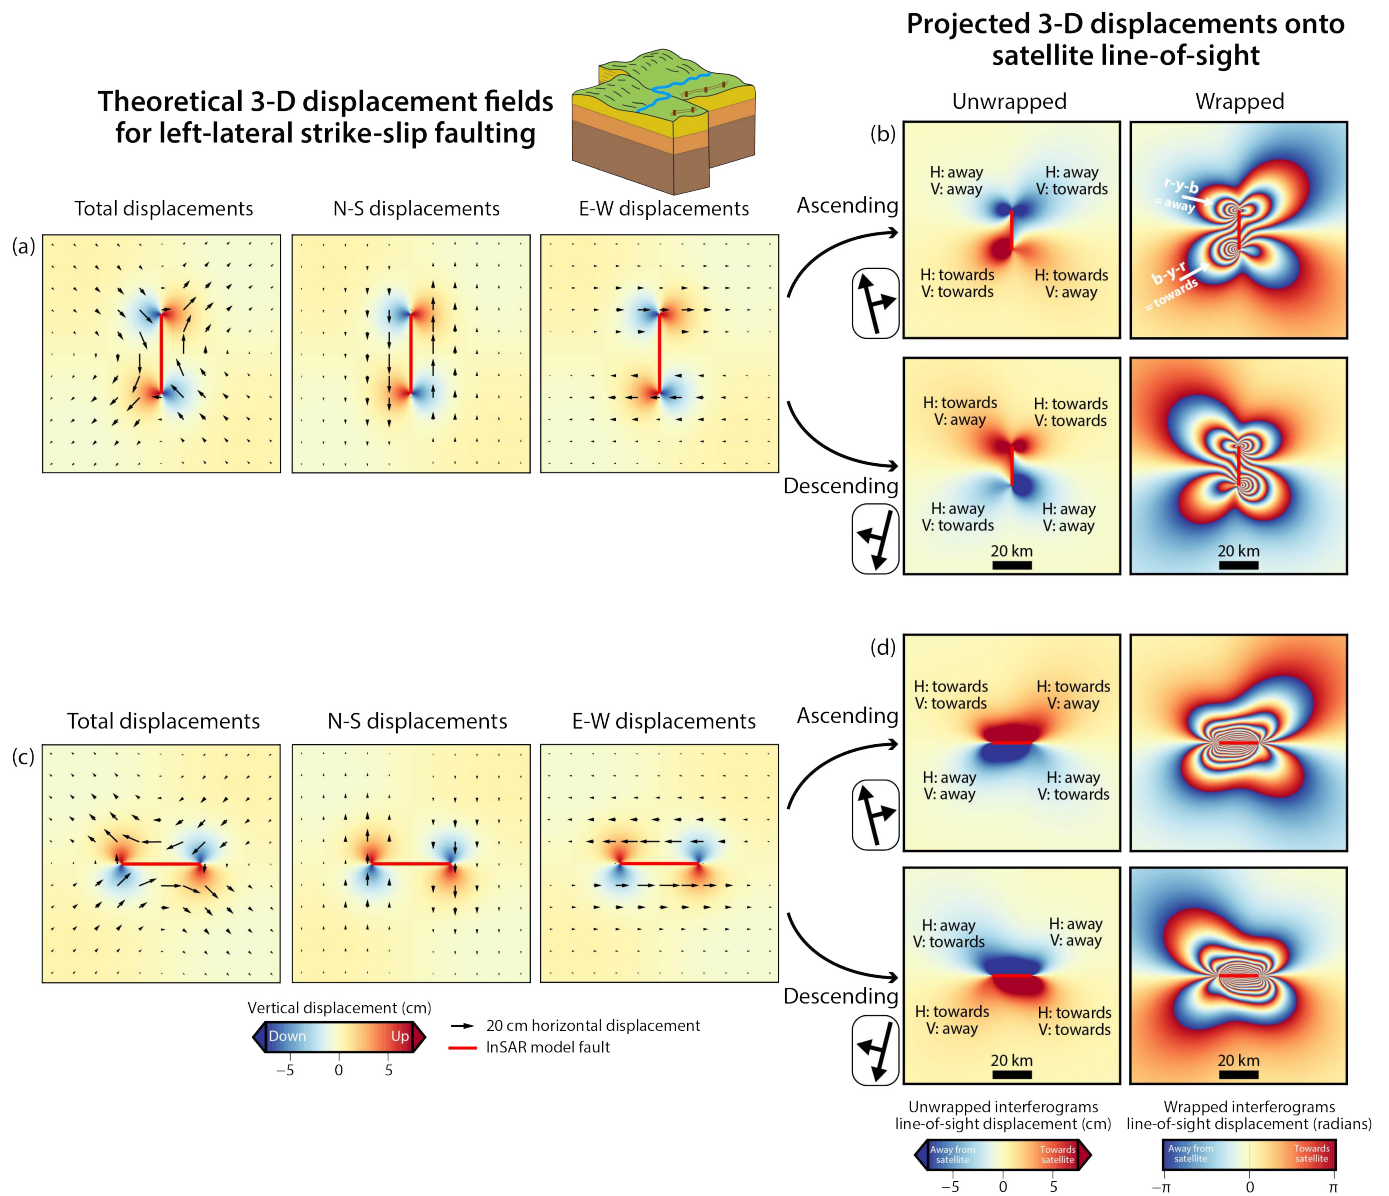 Projected 3-D displacements onto
satellite line-of-sight
Theoretical 3-D displacement fields
for left-lateral strike-slip faulting
Unwrapped
Wrapped
(a)
Total displacements
N-S displacements
E-W displacements
Ascending
Descending
(b)
H: away
V: away
H: away
V: towards
H: towards
V: towards
H: towards
V: away
r-y-b
= away
b-y-r
= towards
H: towards
V: away
H: towards
V: towards
H: away
V: towards
H: away
V: away
20 km
20 km
(c)
Total displacements
N-S displacements
E-W displacements
Ascending
Descending
(d)
H: towards
V: towards
H: towards
V: away
H: away
V: away
H: away
V: towards
H: away
V: towards
H: away
V: away
H: towards
V: away
H: towards
V: towards
20 km
20 km
Vertical displacement (cm)
Down
Up
−5
0
5
20 cm horizontal displacement
InSAR model fault
Unwrapped interferograms
line-of-sight displacement (cm)
Away from
satellite
Towards
satellite
−5
0
5
Wrapped interferograms
line-of-sight displacement (radians)
Away from
satellite
Towards
satellite
−π
0
π